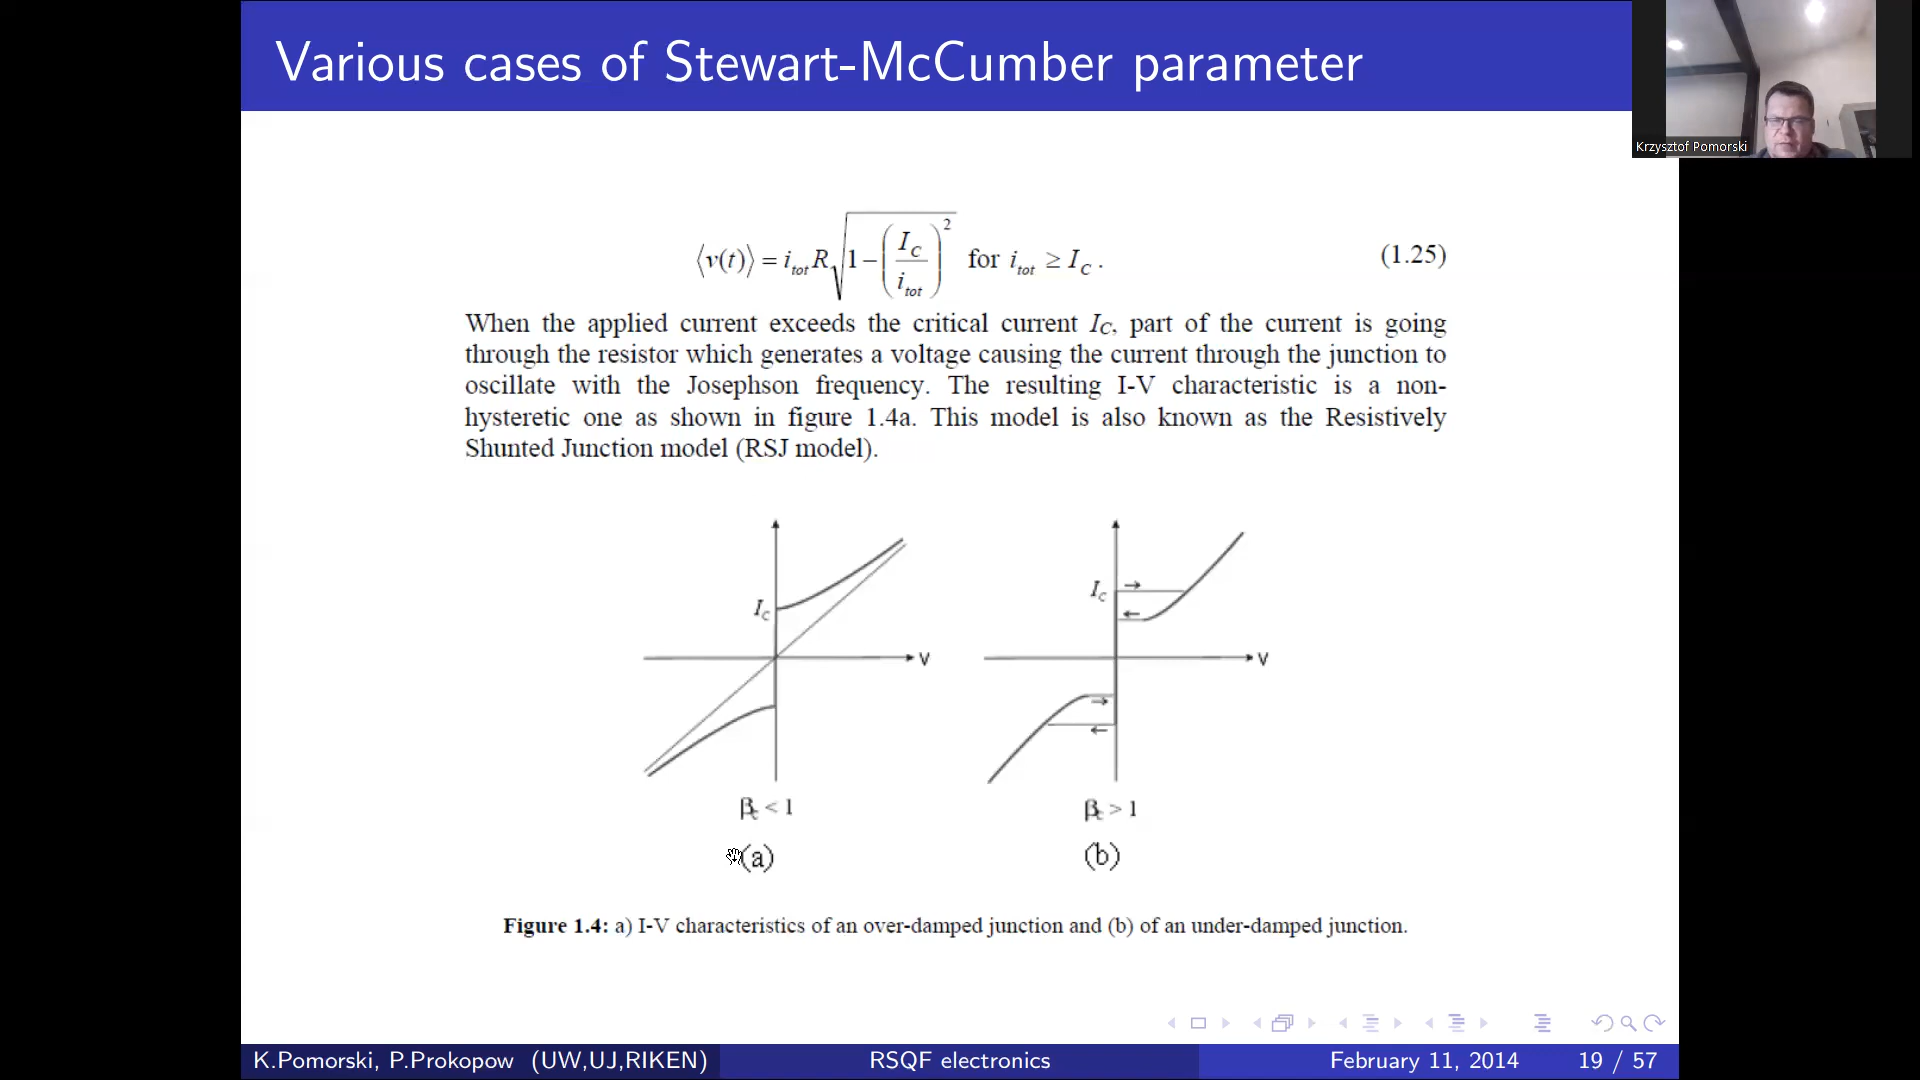 Various cases of Stewart-McCumber parameter
Krzysztof Pomorski
⟨v(t)⟩ = i_tot R √(1 − (I_C / i_tot)²) for i_tot ≥ I_C . (1.25)
When the applied current exceeds the critical current I_C, part of the current is going
through the resistor which generates a voltage causing the current through the junction to
oscillate with the Josephson frequency. The resulting I-V characteristic is a non-
hysteretic one as shown in figure 1.4a. This model is also known as the Resistively
Shunted Junction model (RSJ model).
I_c
V
β_c < 1
(a)
I_c
V
β_c > 1
(b)
Figure 1.4: a) I-V characteristics of an over-damped junction and (b) of an under-damped junction.
K.Pomorski, P.Prokopow (UW,UJ,RIKEN)
RSQF electronics
February 11, 2014
19 / 57